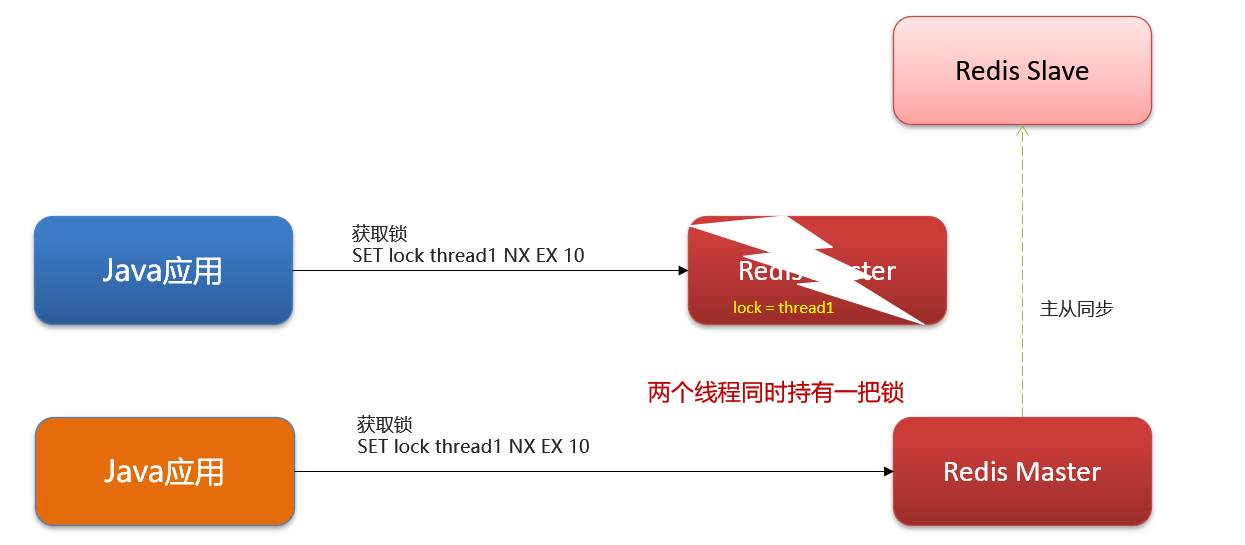 Redis Slave
获取锁
SET lock thread1 NX EX 10
Java应用
Redis ster
lock = thread1
主从同步
两个线程同时持有一把锁
获取锁
SET lock thread1 NX EX 10
Java应用
Redis Master